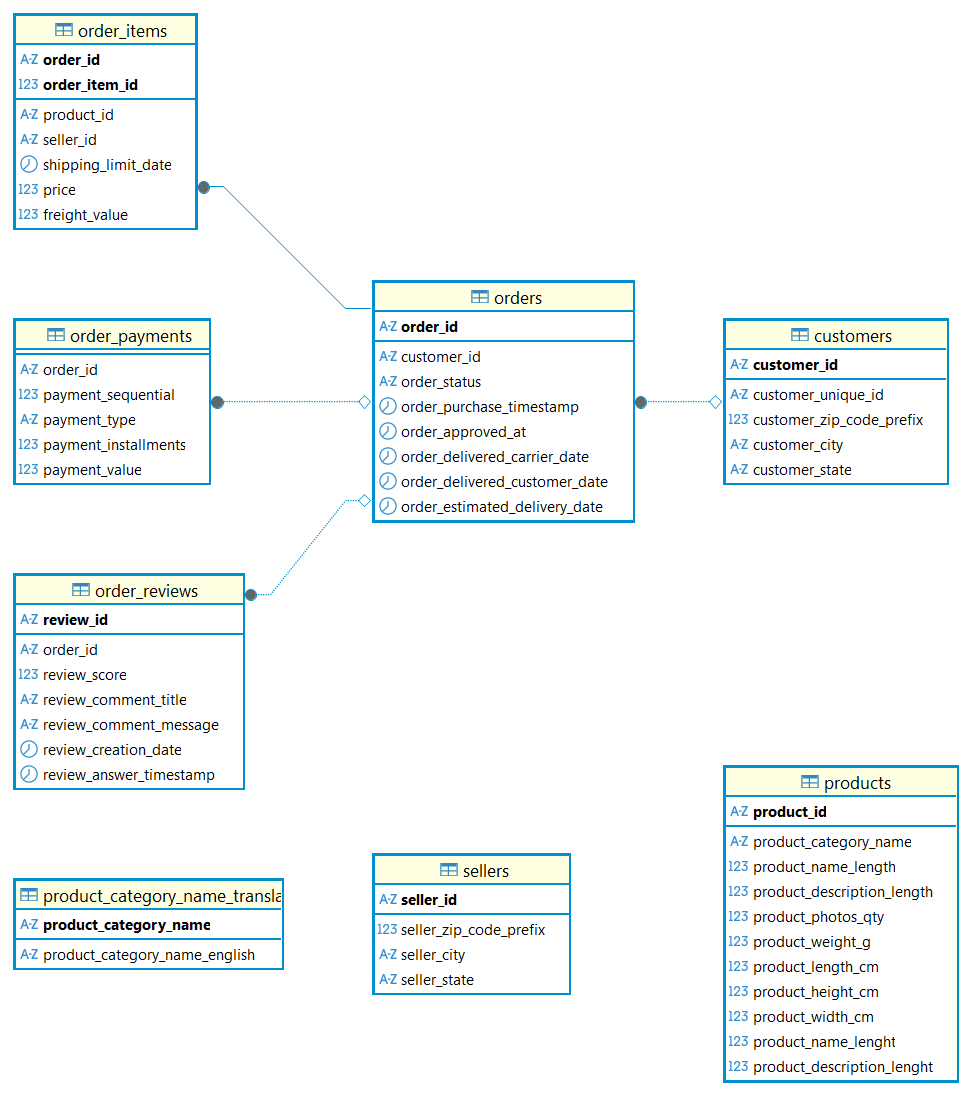 order_items
A-Z order_id
123 order_item_id
A-Z product_id
A-Z seller_id
shipping_limit_date
123 price
123 freight_value
order_payments
A-Z order_id
123 payment_sequential
A-Z payment_type
123 payment_installments
123 payment_value
order_reviews
A-Z review_id
A-Z order_id
123 review_score
A-Z review_comment_title
A-Z review_comment_message
review_creation_date
review_answer_timestamp
product_category_name_transla
A-Z product_category_name
A-Z product_category_name_english
orders
A-Z order_id
A-Z customer_id
A-Z order_status
order_purchase_timestamp
order_approved_at
order_delivered_carrier_date
order_delivered_customer_date
order_estimated_delivery_date
sellers
A-Z seller_id
123 seller_zip_code_prefix
A-Z seller_city
A-Z seller_state
customers
A-Z customer_id
A-Z customer_unique_id
123 customer_zip_code_prefix
A-Z customer_city
A-Z customer_state
products
A-Z product_id
A-Z product_category_name
123 product_name_length
123 product_description_length
123 product_photos_qty
123 product_weight_g
123 product_length_cm
123 product_height_cm
123 product_width_cm
123 product_name_lenght
123 product_description_lenght